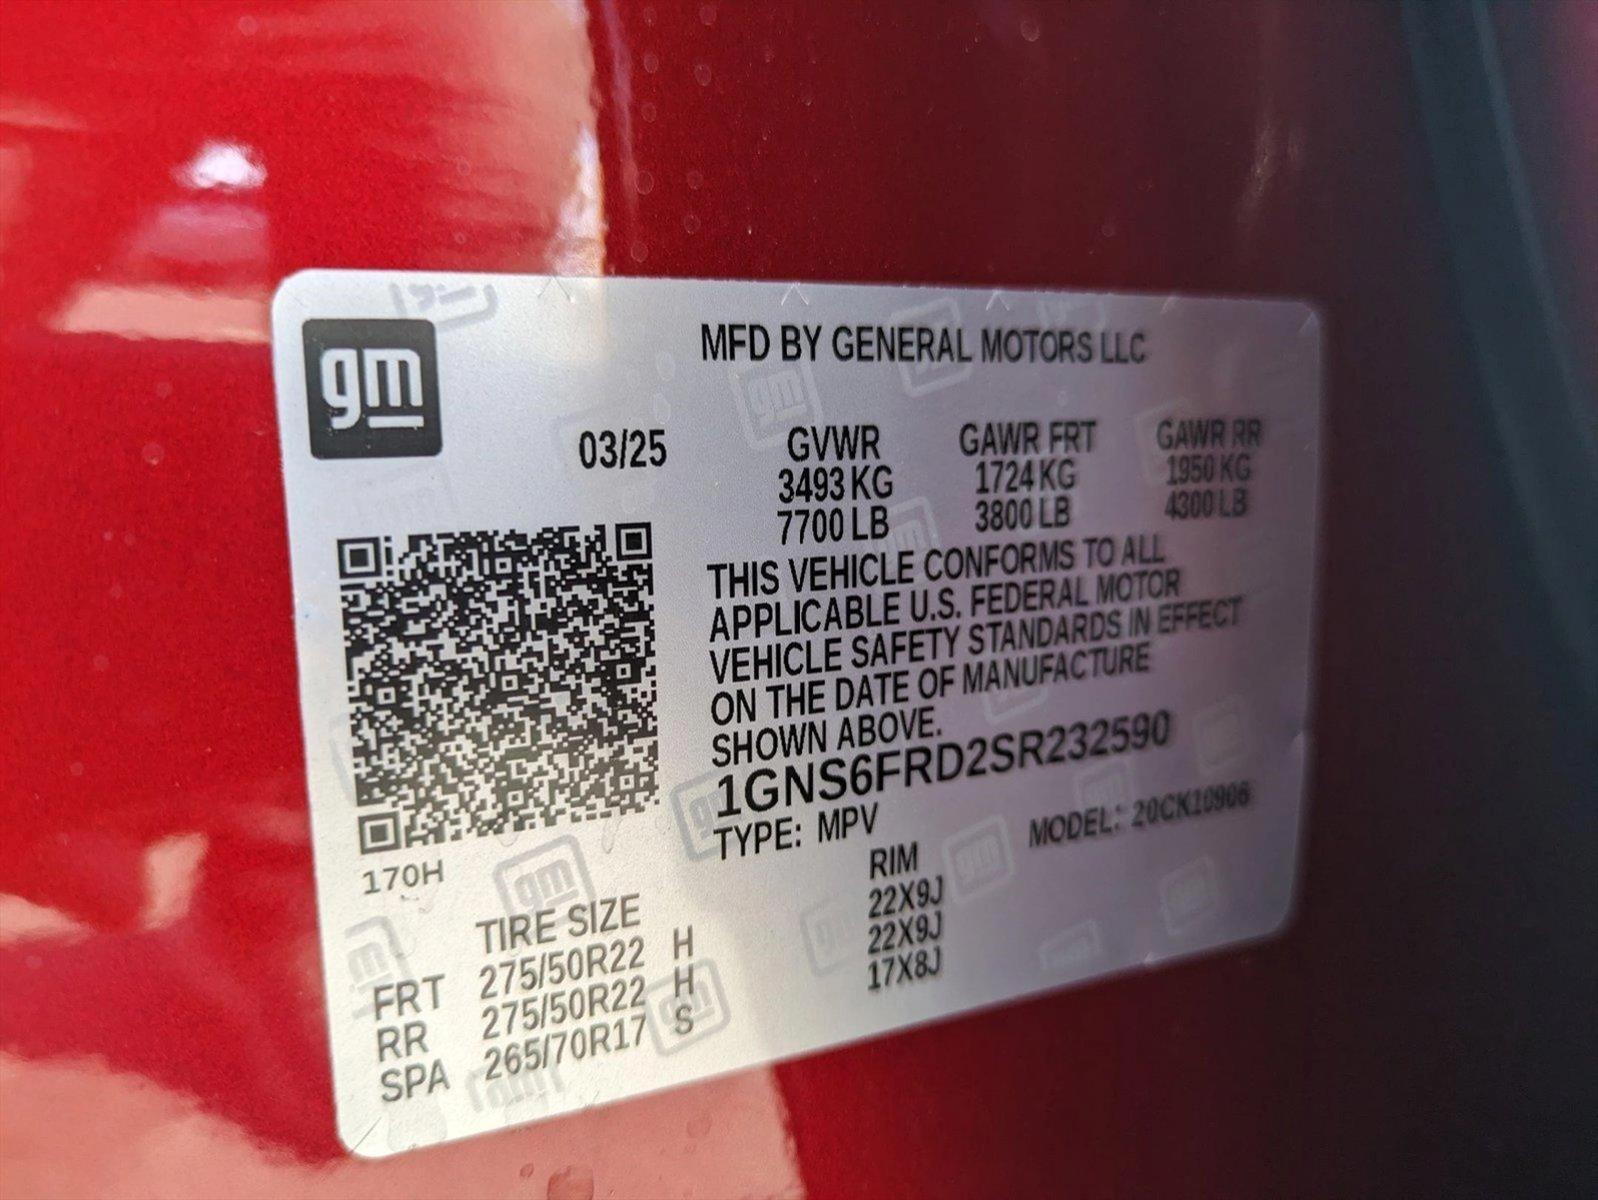 gm
MFD BY GENERAL MOTORS LLC
03/25 GVWR GAWR FRT GAWR RR
3493 KG 1724 KG 1950 KG
7700 LB 3800 LB 4300 LB
THIS VEHICLE CONFORMS TO ALL
APPLICABLE U.S. FEDERAL MOTOR
VEHICLE SAFETY STANDARDS IN EFFECT
ON THE DATE OF MANUFACTURE
SHOWN ABOVE.
1GNS6FRD2SR232590
TYPE: MPV MODEL: 20CK10906
170H
TIRE SIZE RIM
FRT 275/50R22 H 22X9J
RR 275/50R22 H 22X9J
SPA 265/70R17 S 17X8J